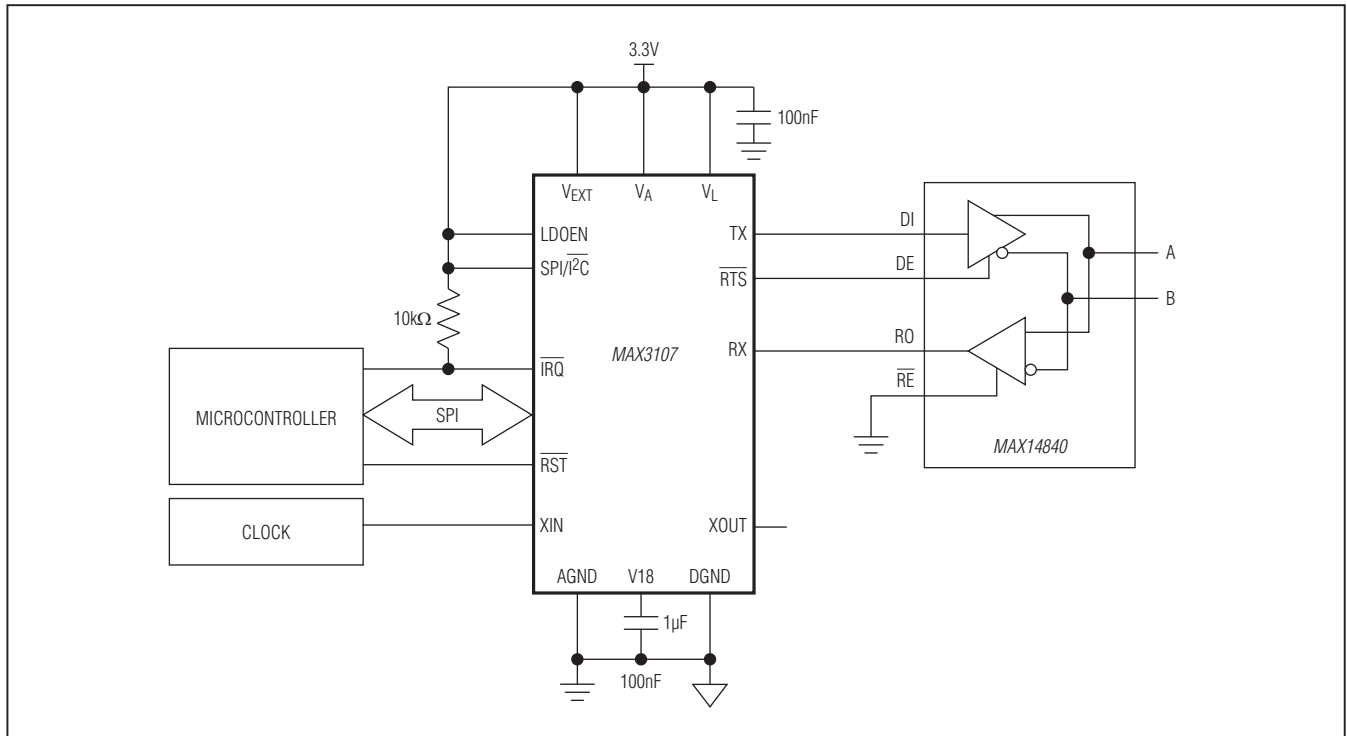 3.3V
100nF
VEXT VA VL
LDOEN
SPI/I²C
10kΩ
IRQ
SPI
RST
XIN
MICROCONTROLLER
CLOCK
MAX3107
TX
RTS
RX
XOUT
AGND V18 DGND
1µF
100nF
DI
DE
RO
RE
A
B
MAX14840